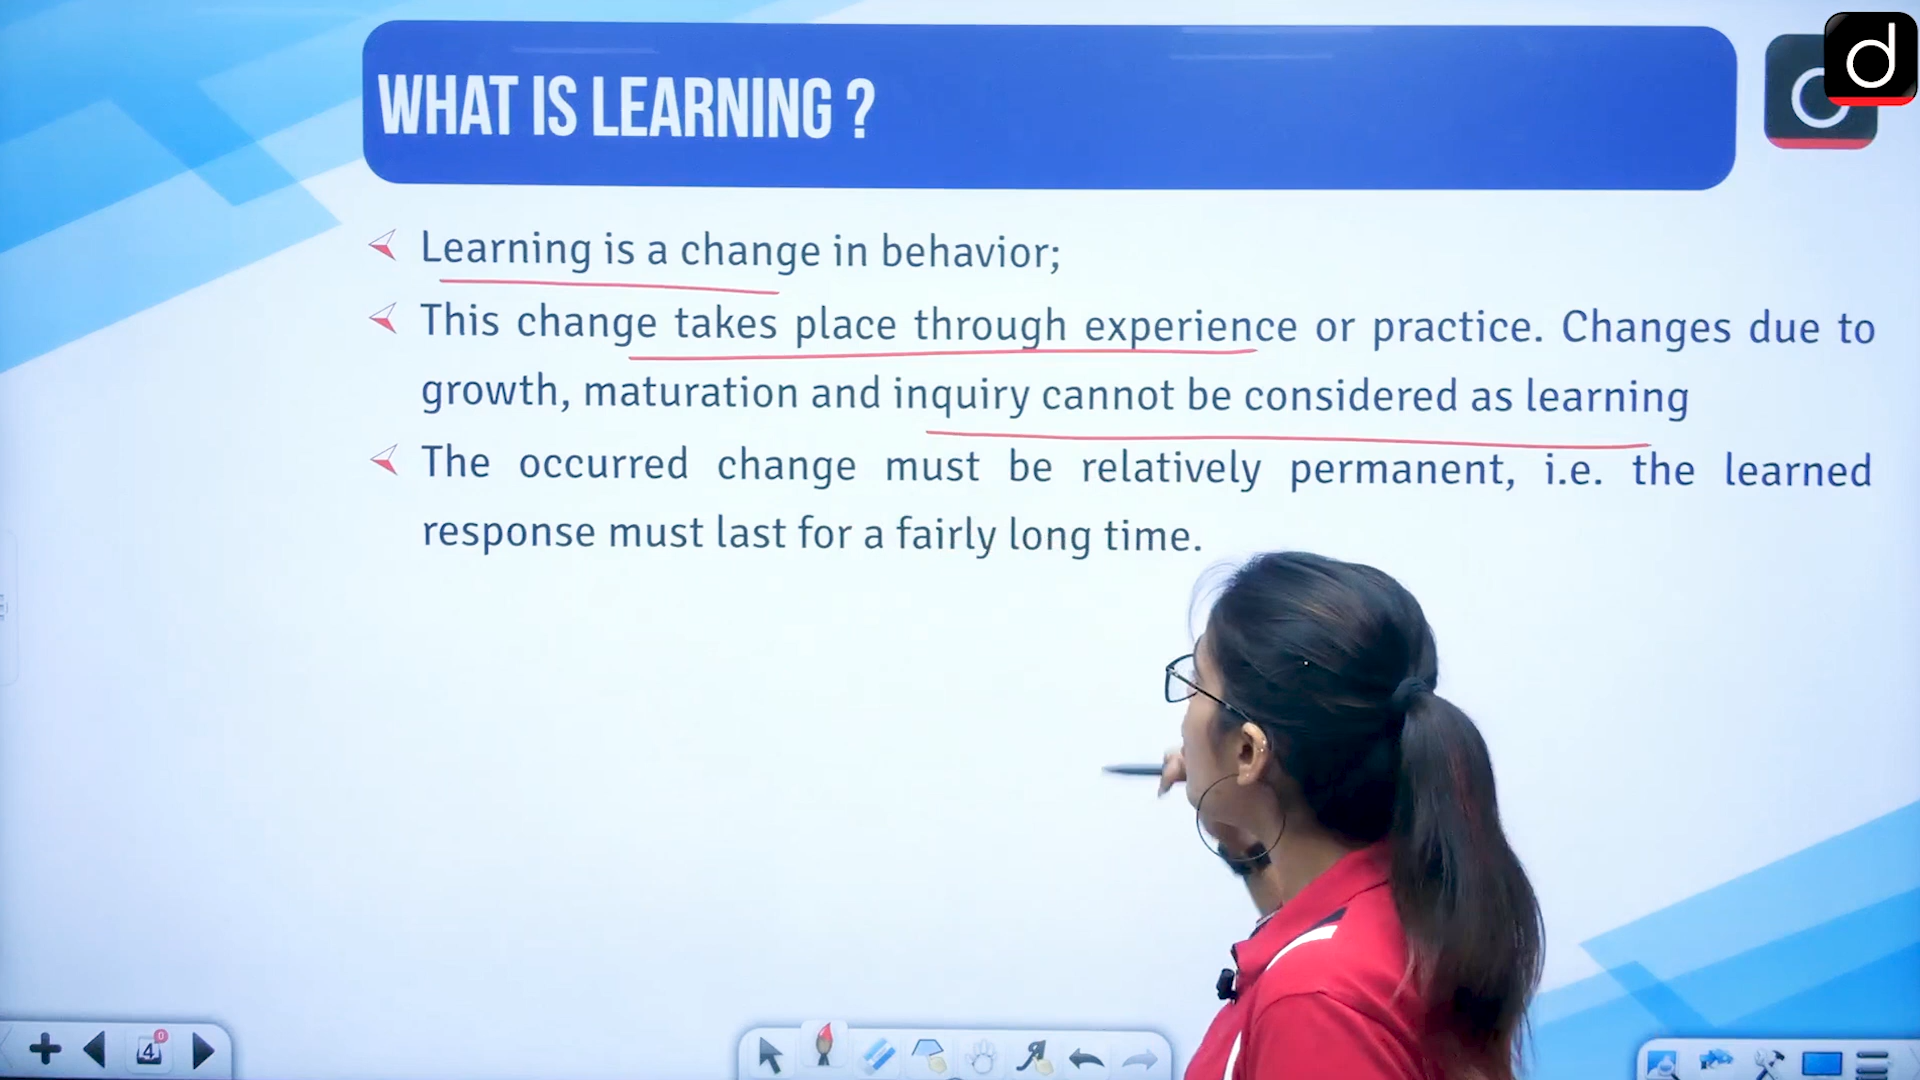 WHAT IS LEARNING ?
d
Learning is a change in behavior;
This change takes place through experience or practice. Changes due to
growth, maturation and inquiry cannot be considered as learning
The occurred change must be relatively permanent, i.e. the learned
response must last for a fairly long time.
4
0